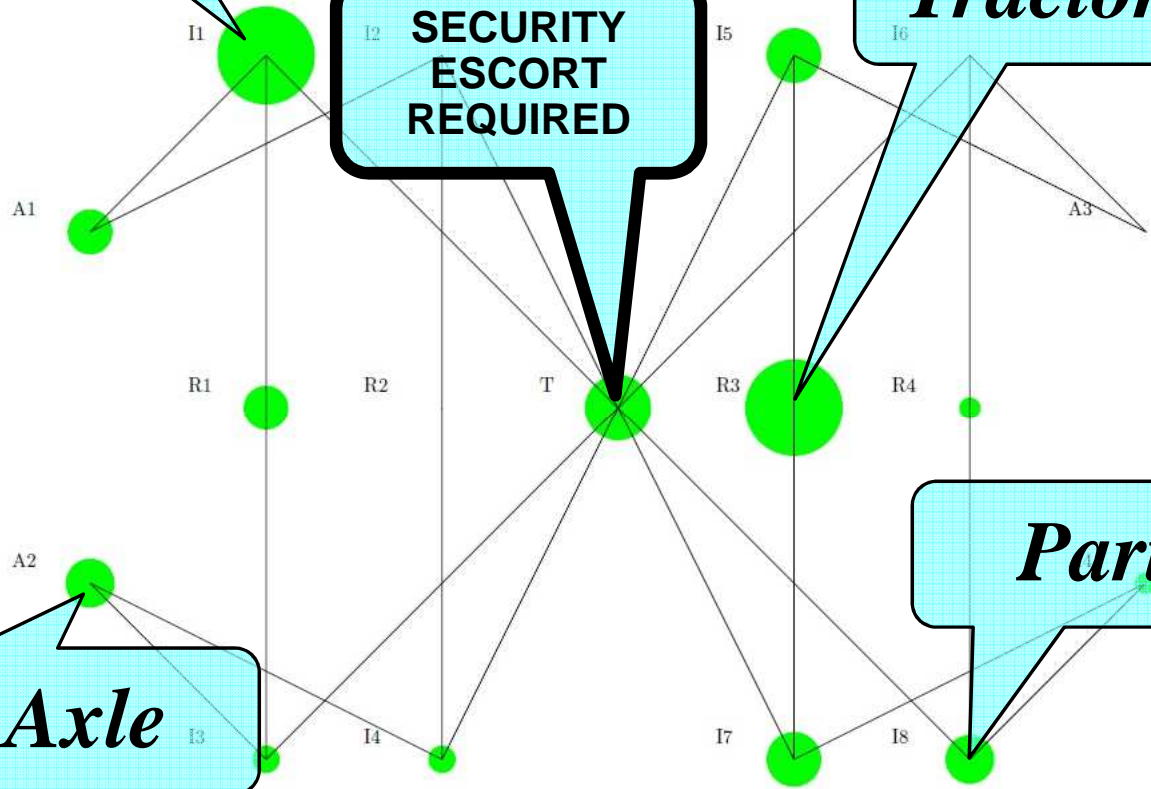 I1
I2
SECURITY
ESCORT
REQUIRED
I5
Tractor
I6
A1
A3
R1
R2
T
R3
R4
A2
Axle
I3
I4
I7
I8